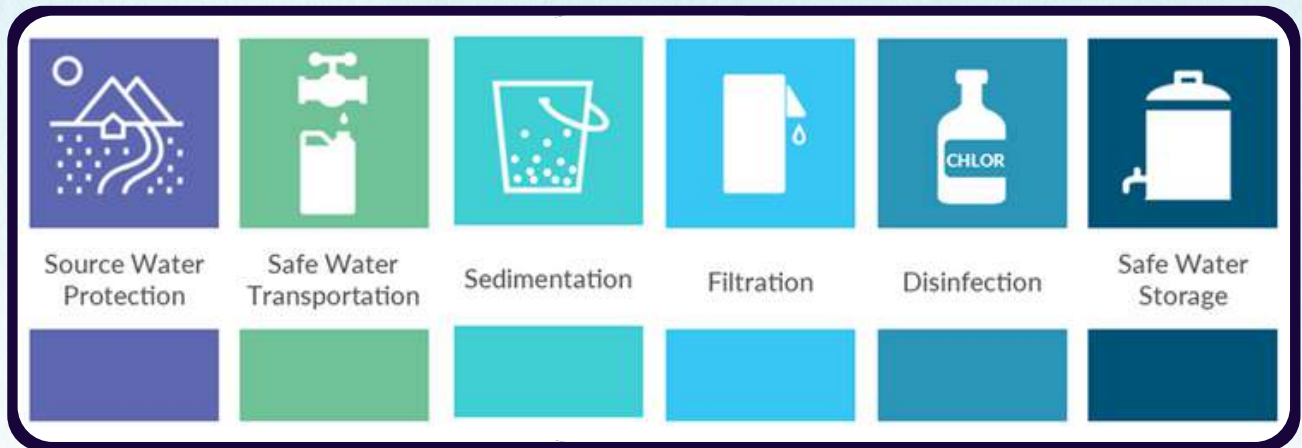 CHLOR
Source Water
Protection
Safe Water
Transportation
Sedimentation
Filtration
Disinfection
Safe Water
Storage